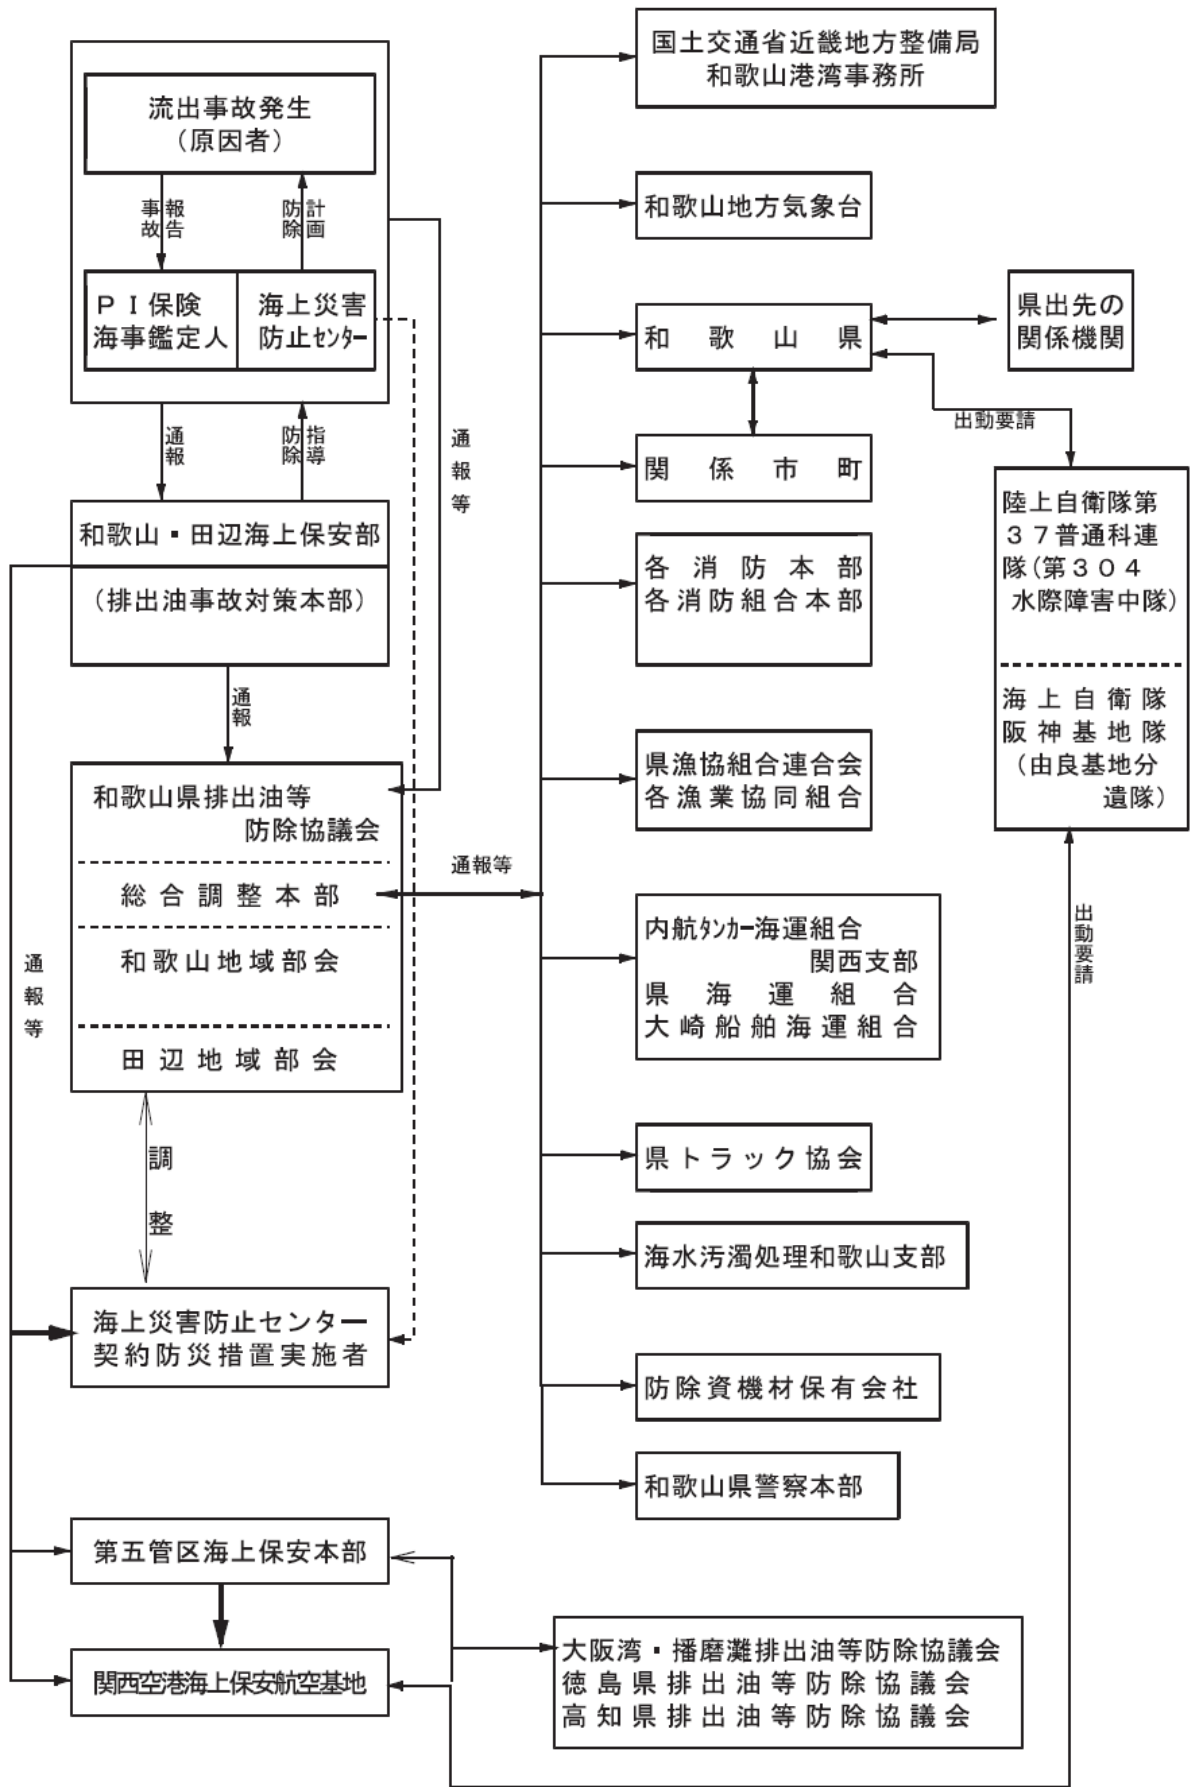 流出事故発生
（原因者）
事故
報告
防除
計画
ＰＩ保険
海事鑑定人
海上災害
防止センター
通報
防除
指導
和歌山・田辺海上保安部
（排出油事故対策本部）
通報
和歌山県排出油等
防除協議会
総合調整本部
和歌山地域部会
田辺地域部会
調整
海上災害防止センター
契約防災措置実施者
第五管区海上保安本部
関西空港海上保安航空基地
通報等
通報等
通報等
国土交通省近畿地方整備局
和歌山港湾事務所
和歌山地方気象台
和歌山県
関係市町
各消防本部
各消防組合本部
県漁協組合連合会
各漁業協同組合
内航タンカー海運組合
関西支部
県海運組合
大崎船舶海運組合
県トラック協会
海水汚濁処理和歌山支部
防除資機材保有会社
和歌山県警察本部
大阪湾・播磨灘排出油等防除協議会
徳島県排出油等防除協議会
高知県排出油等防除協議会
県出先の
関係機関
出動要請
陸上自衛隊第
３７普通科連
隊（第３０４
水際障害中隊）
海上自衛隊
阪神基地隊
（由良基地分
遺隊）
出動要請